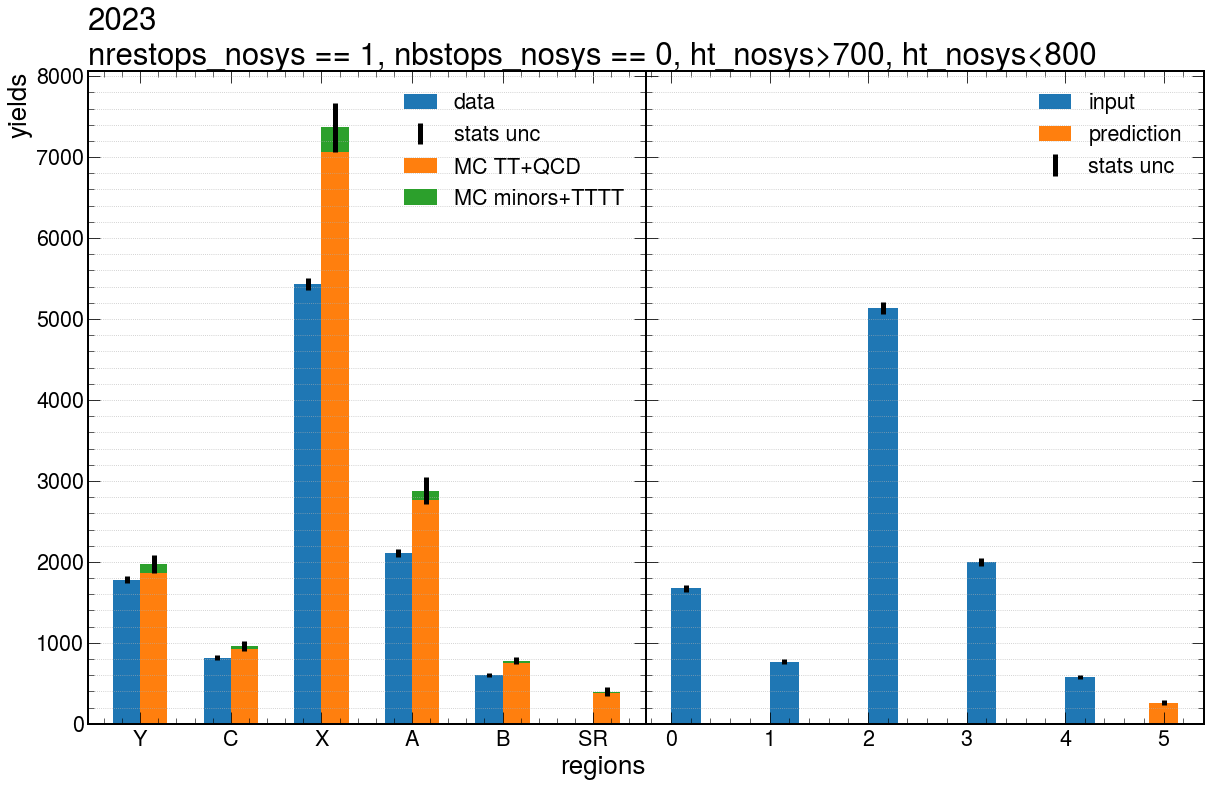 2023
nrestops_nosys == 1, nbstops_nosys == 0, ht_nosys>700, ht_nosys<800
yields
8000
7000
6000
5000
4000
3000
2000
1000
0
data
stats unc
MC TT+QCD
MC minors+TTTT
input
prediction
stats unc
Y C X A B SR
0 1 2 3 4 5
regions